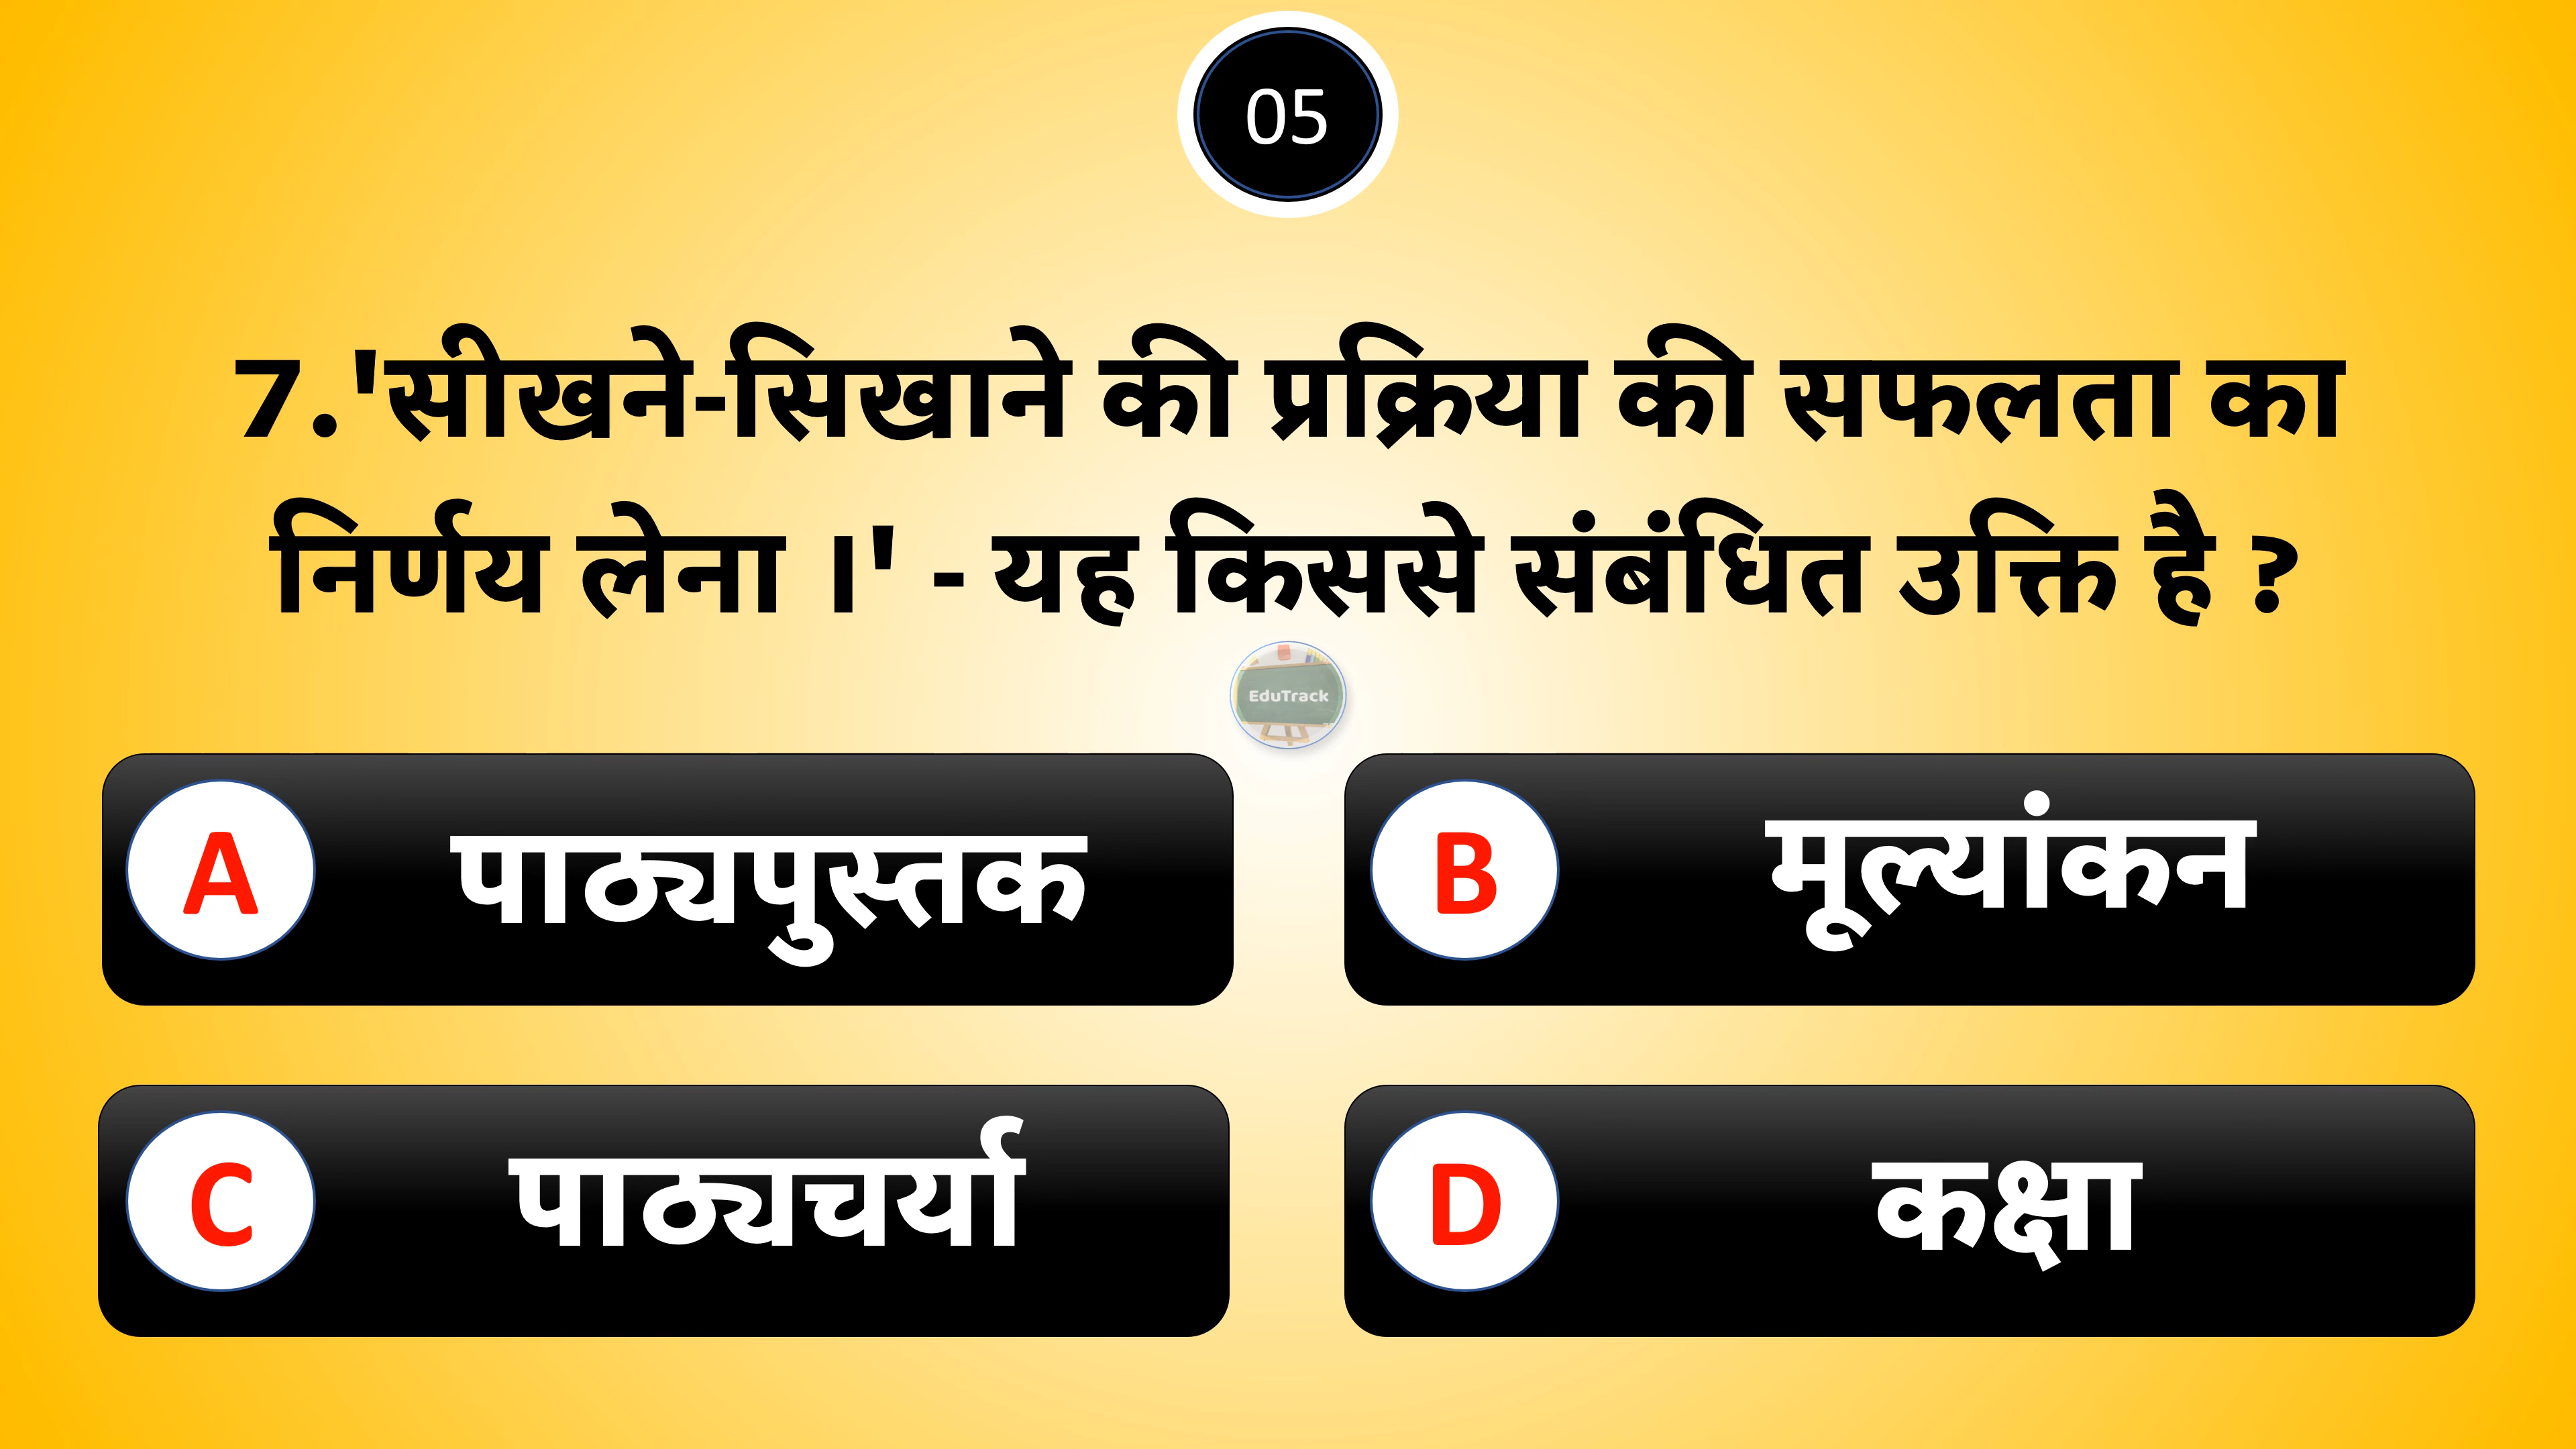 05
7.'सीखने-सिखाने की प्रक्रिया की सफलता का
निर्णय लेना ।' - यह किससे संबंधित उक्ति है ?
EduTrack
A पाठ्यपुस्तक
B मूल्यांकन
C पाठ्यचर्या
D कक्षा